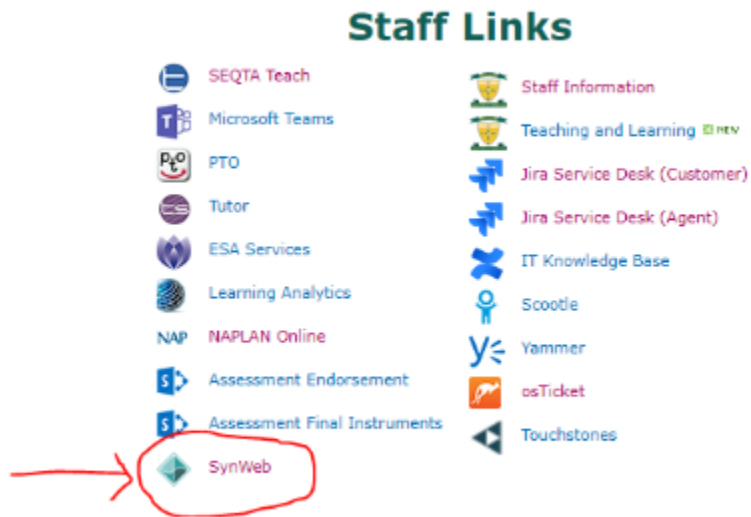 Staff Links
SEQTA Teach
Microsoft Teams
PTO
Tutor
ESA Services
Learning Analytics
NAP NAPLAN Online
Assessment Endorsement
Assessment Final Instruments
SynWeb
Staff Information
Teaching and Learning NEW
Jira Service Desk (Customer)
Jira Service Desk (Agent)
IT Knowledge Base
Scootle
Yammer
osTicket
Touchstones